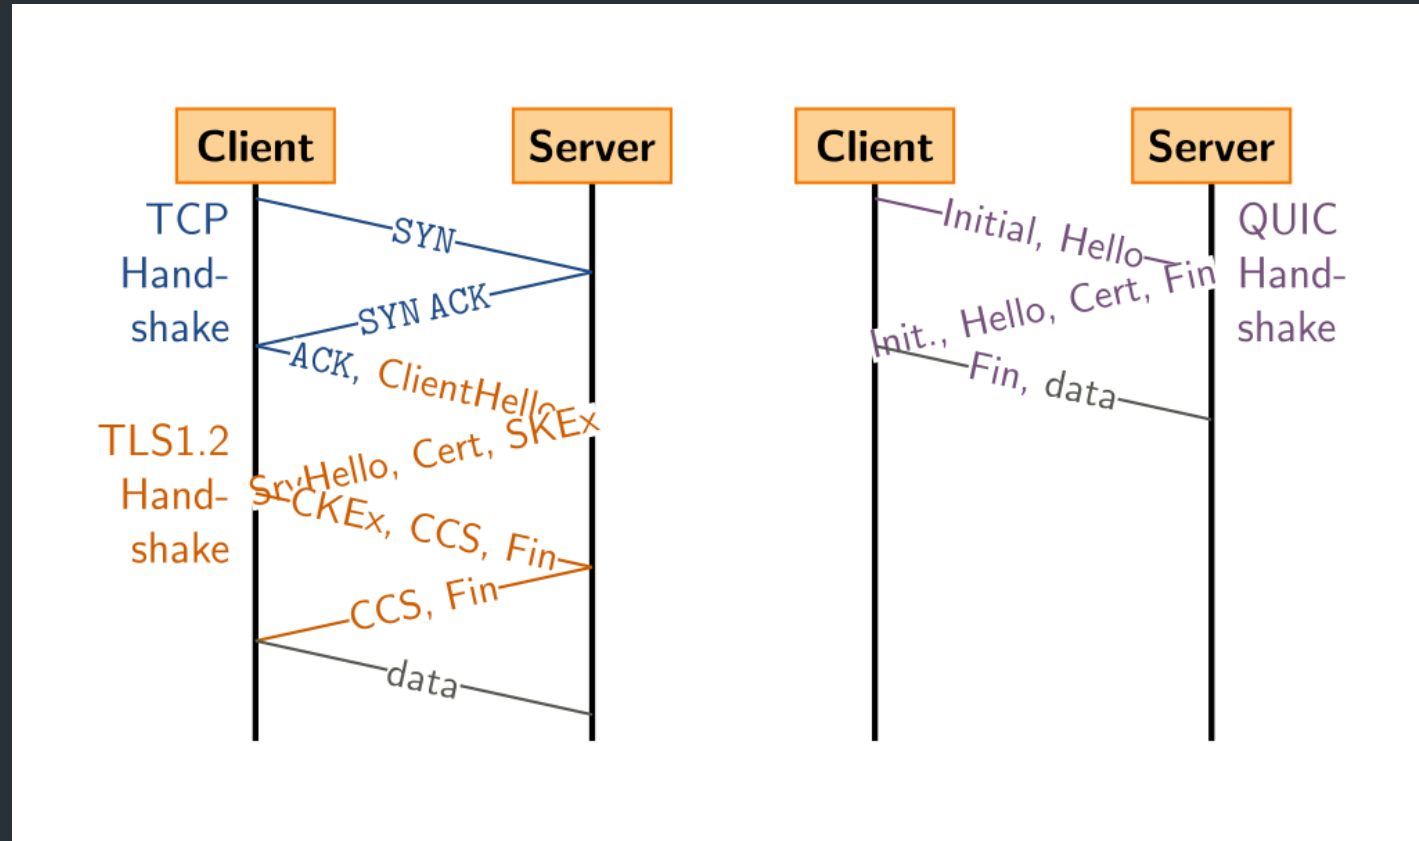 Client
Server
TCP
Hand-
shake
SYN
SYN ACK
ACK, ClientHello
TLS1.2
Hand-
shake
SrvHello, Cert, SKEx
CKEx, CCS, Fin
CCS, Fin
data
Client
Server
QUIC
Hand-
shake
Initial, Hello
Init., Hello, Cert, Fin
Fin, data